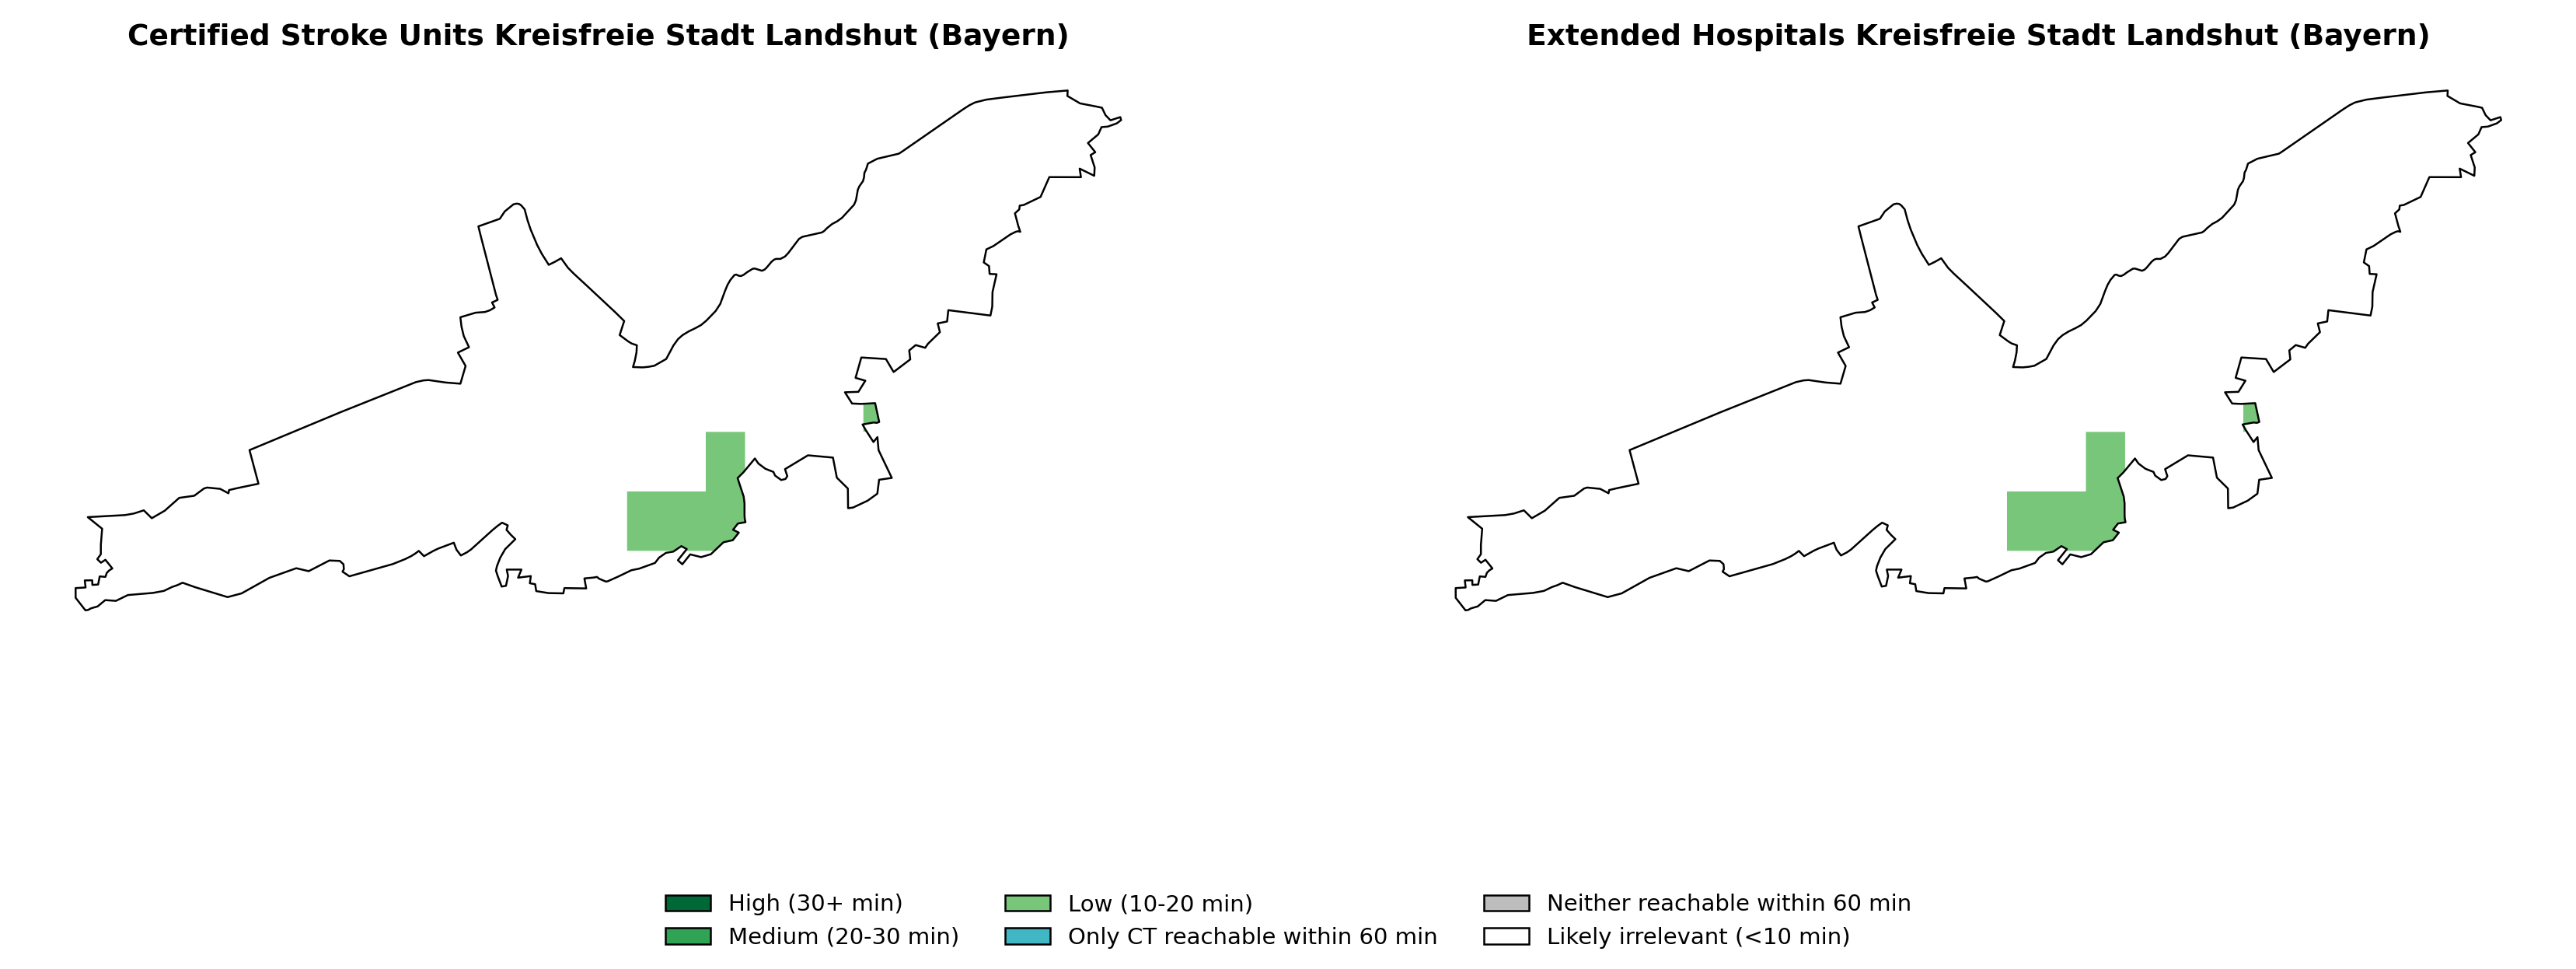 Certified Stroke Units Kreisfreie Stadt Landshut (Bayern)
Extended Hospitals Kreisfreie Stadt Landshut (Bayern)
High (30+ min)
Medium (20-30 min)
Low (10-20 min)
Only CT reachable within 60 min
Neither reachable within 60 min
Likely irrelevant (<10 min)